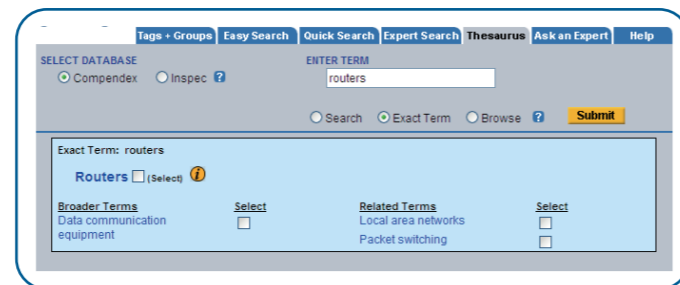 Tags + Groups Easy Search Quick Search Expert Search Thesaurus Ask an Expert Help
SELECT DATABASE ENTER TERM
Compendex Inspec ? routers
Search Exact Term Browse ? Submit
Exact Term: routers
Routers (Select) i
Broader Terms Select Related Terms Select
Data communication Local area networks
equipment
Packet switching